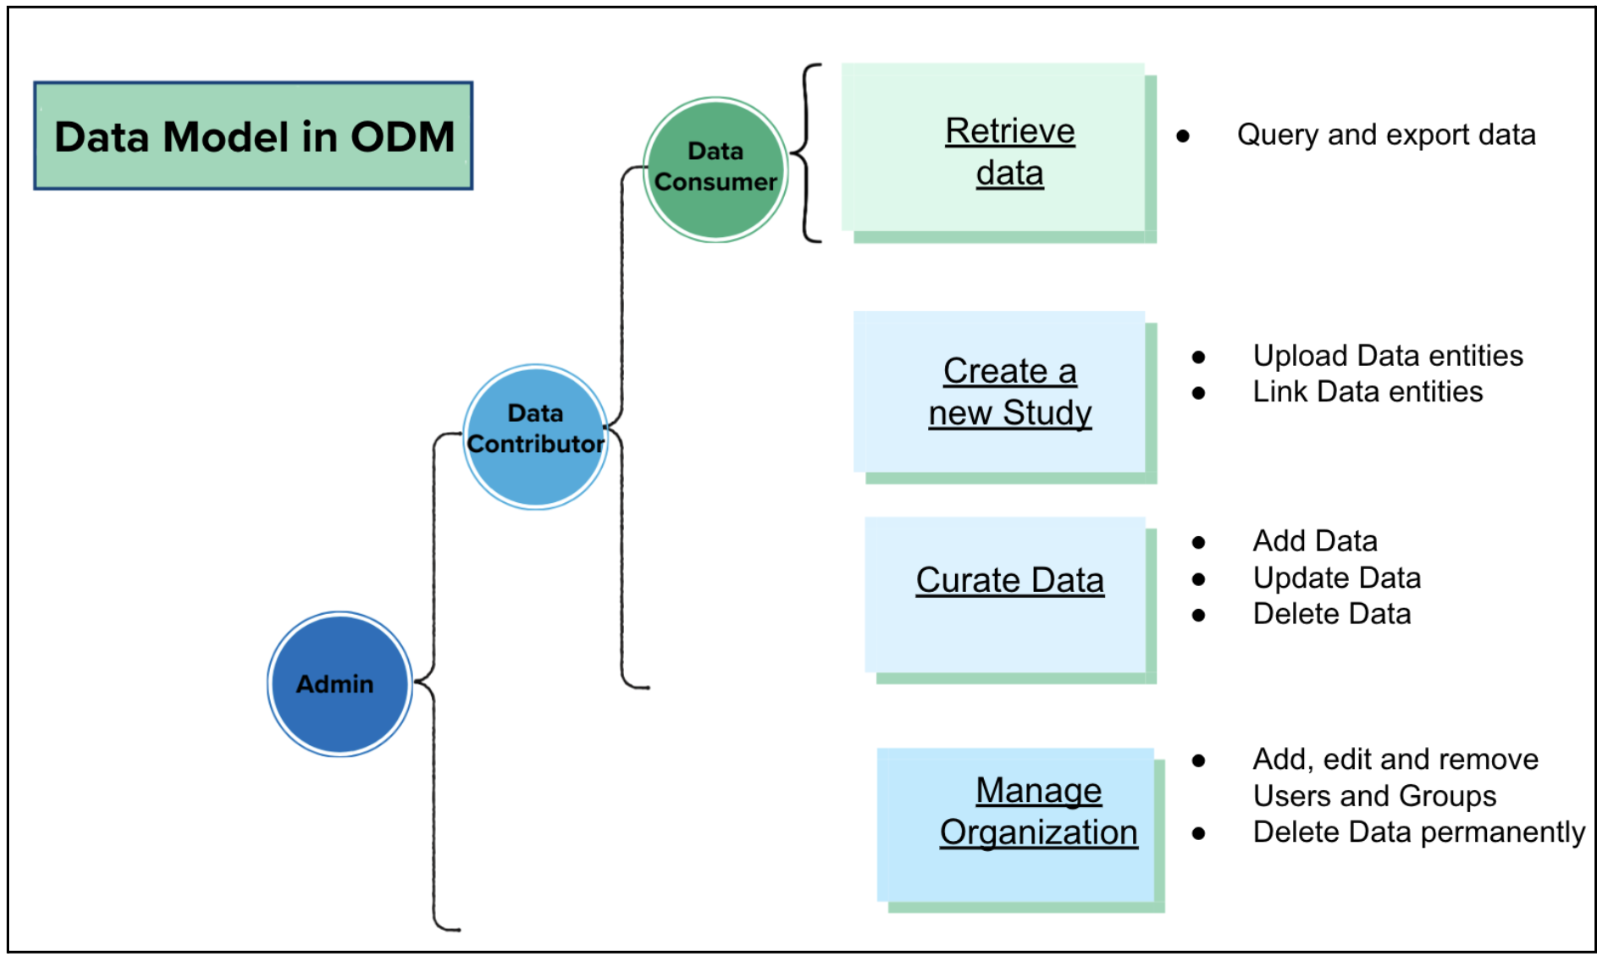 Data Model in ODM
Data
Consumer
Retrieve
data
● Query and export data
Data
Contributor
Create a
new Study
● Upload Data entities
● Link Data entities
Curate Data
● Add Data
● Update Data
● Delete Data
Admin
Manage
Organization
● Add, edit and remove
Users and Groups
● Delete Data permanently